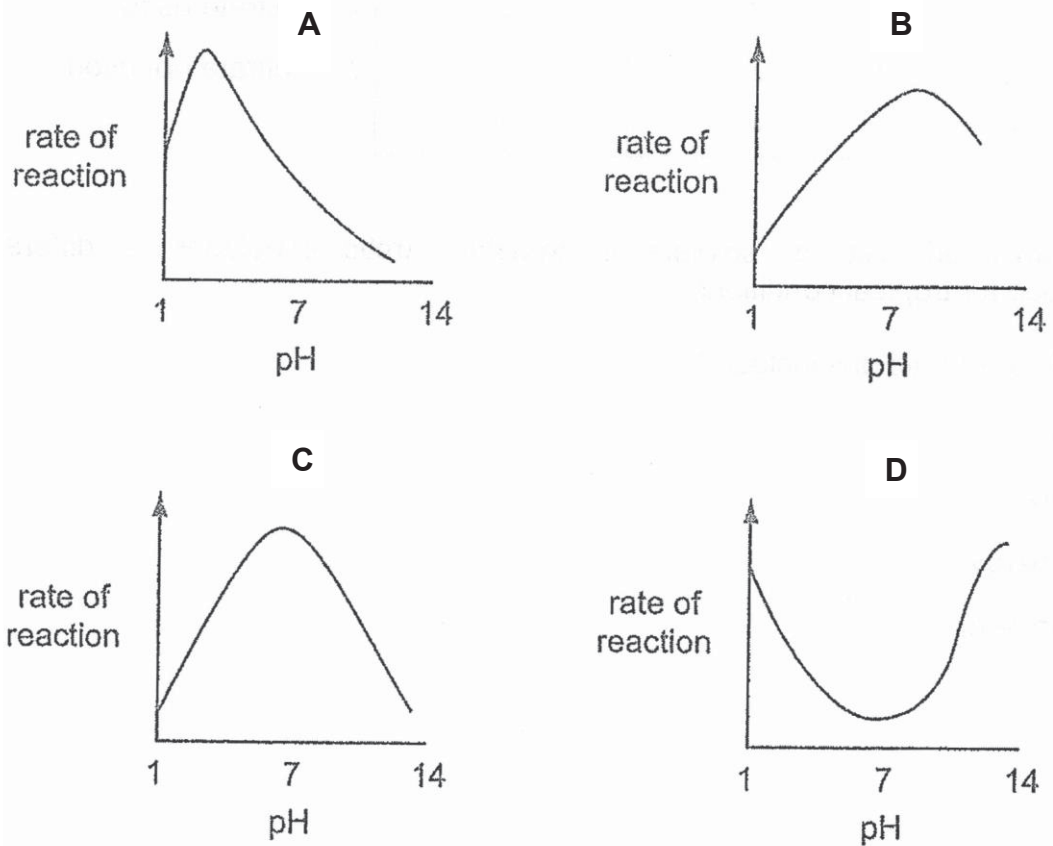 A
rate of
reaction
1
7
14
pH
B
rate of
reaction
1
7
14
pH
C
rate of
reaction
1
7
14
pH
D
rate of
reaction
1
7
14
pH